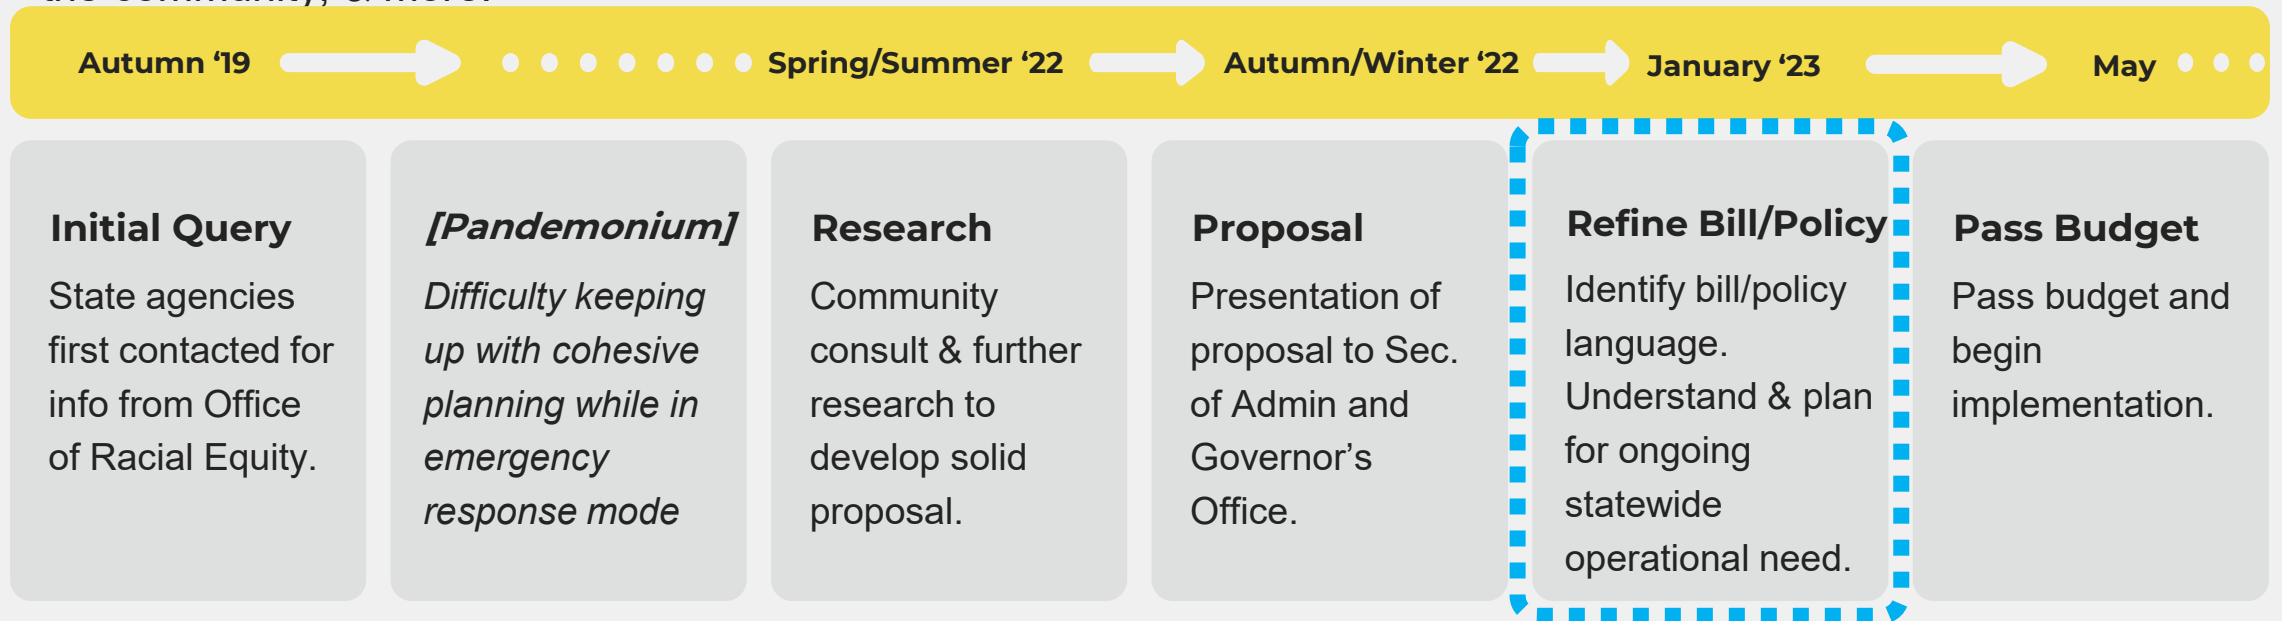 the community, & more.
Autumn ‘19 Spring/Summer ‘22 Autumn/Winter ‘22 January ‘23 May
Initial Query
State agencies
first contacted for
info from Office
of Racial Equity.
[Pandemonium]
Difficulty keeping
up with cohesive
planning while in
emergency
response mode
Research
Community
consult & further
research to
develop solid
proposal.
Proposal
Presentation of
proposal to Sec.
of Admin and
Governor’s
Office.
Refine Bill/Policy
Identify bill/policy
language.
Understand & plan
for ongoing
statewide
operational need.
Pass Budget
Pass budget and
begin
implementation.